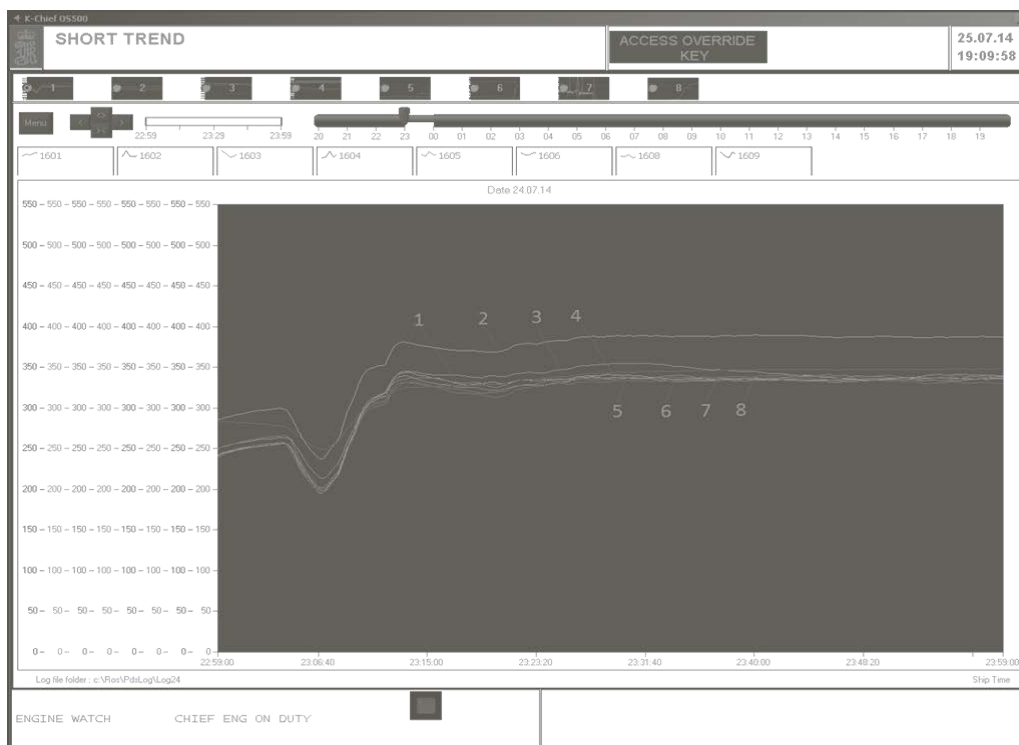 K-Chief OS500
SHORT TREND
ACCESS OVERRIDE
KEY
25.07.14
19:09:58
1 2 3 4 5 6 7 8
Menu
22:59 23:29 23:59
20 21 22 23 00 01 02 03 04 05 06 07 08 09 10 11 12 13 14 15 16 17 18 19
1601 1602 1603 1604 1605 1606 1608 1609
Date 24.07.14
550 550 550 550 550 550 550 550
500 500 500 500 500 500 500 500
450 450 450 450 450 450 450 450
400 400 400 400 400 400 400 400
1 2 3 4
350 350 350 350 350 350 350 350
300 300 300 300 300 300 300 300
5 6 7 8
250 250 250 250 250 250 250 250
200 200 200 200 200 200 200 200
150 150 150 150 150 150 150 150
100 100 100 100 100 100 100 100
50 50 50 50 50 50 50 50
0 0 0 0 0 0 0 0
22:59:00 23:06:40 23:15:00 23:23:20 23:31:40 23:40:00 23:48:20 23:59:00
Log file folder : c:\Ros\PdsLog\Log24 Ship Time
ENGINE WATCH CHIEF ENG ON DUTY